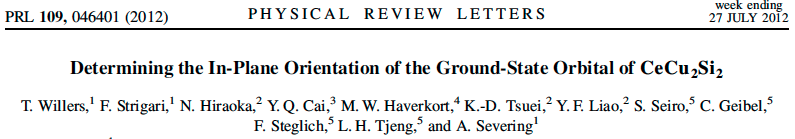 PRL 109, 046401 (2012)
PHYSICAL REVIEW LETTERS
week ending
27 JULY 2012
Determining the In-Plane Orientation of the Ground-State Orbital of CeCu₂Si₂
T. Willers,¹ F. Strigari,¹ N. Hiraoka,² Y. Q. Cai,³ M. W. Haverkort,⁴ K.-D. Tsuei,² Y. F. Liao,² S. Seiro,⁵ C. Geibel,⁵
F. Steglich,⁵ L. H. Tjeng,⁵ and A. Severing¹